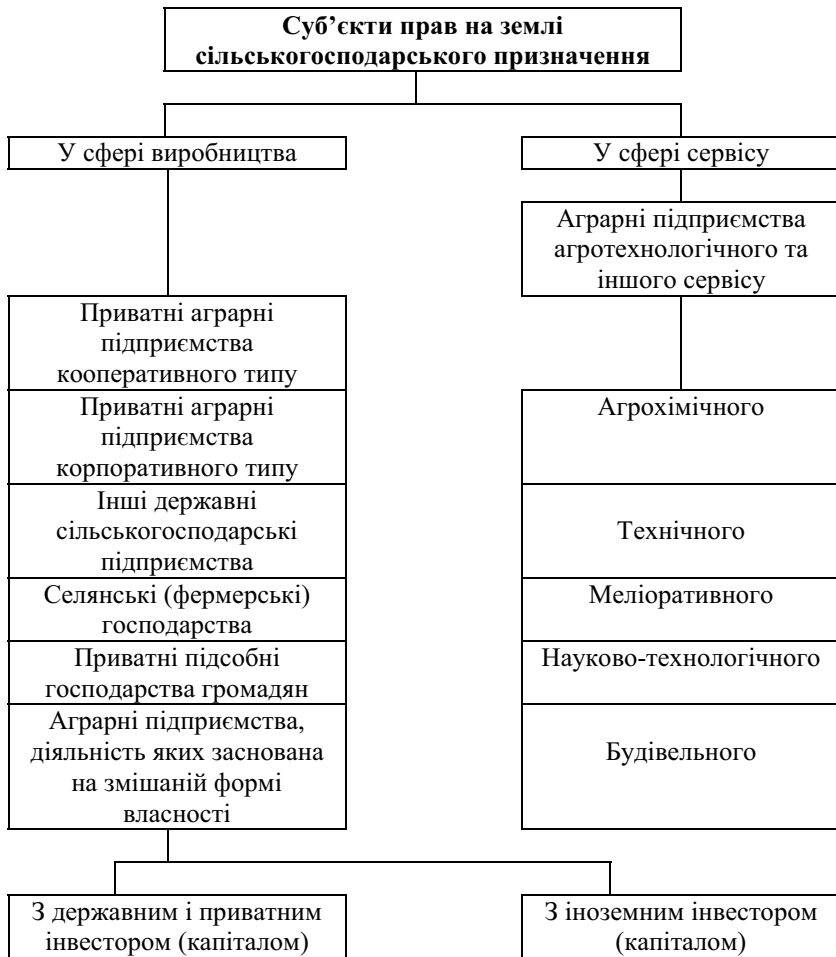 Суб’єкти прав на землі
сільськогосподарського призначення
У сфері виробництва
У сфері сервісу
Аграрні підприємства
агротехнологічного та
іншого сервісу
Приватні аграрні
підприємства
кооперативного типу
Приватні аграрні
підприємства
корпоративного типу
Інші державні
сільськогосподарські
підприємства
Селянські (фермерські)
господарства
Приватні підсобні
господарства громадян
Аграрні підприємства,
діяльність яких заснована
на змішаній формі
власності
Агрохімічного
Технічного
Меліоративного
Науково-технологічного
Будівельного
З державним і приватним
інвестором (капіталом)
З іноземним інвестором
(капіталом)